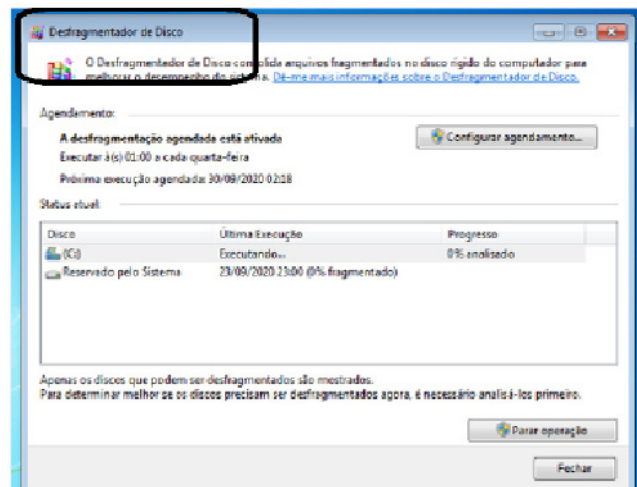 Desfragmentador de Disco
O Desfragmentador de Disco consolida arquivos fragmentados no disco rígido do computador para
melhorar o desempenho do sistema. Dê-me mais informações sobre o Desfragmentador de Disco.
Agendamento:
A desfragmentação agendada está ativada
Configurar agendamento...
Executar à(s) 01:00 a cada quarta-feira
Próxima execução agendada: 30/09/2020 02:18
Status atual:
Disco Última Execução Progresso
(C:) Executando... 0% analisado
Reservado pelo Sistema 23/09/2020 23:00 (0% fragmentado)
Apenas os discos que podem ser desfragmentados são mostrados.
Para determinar melhor se os discos precisam ser desfragmentados agora, é necessário analisá-los primeiro.
Parar operação
Fechar